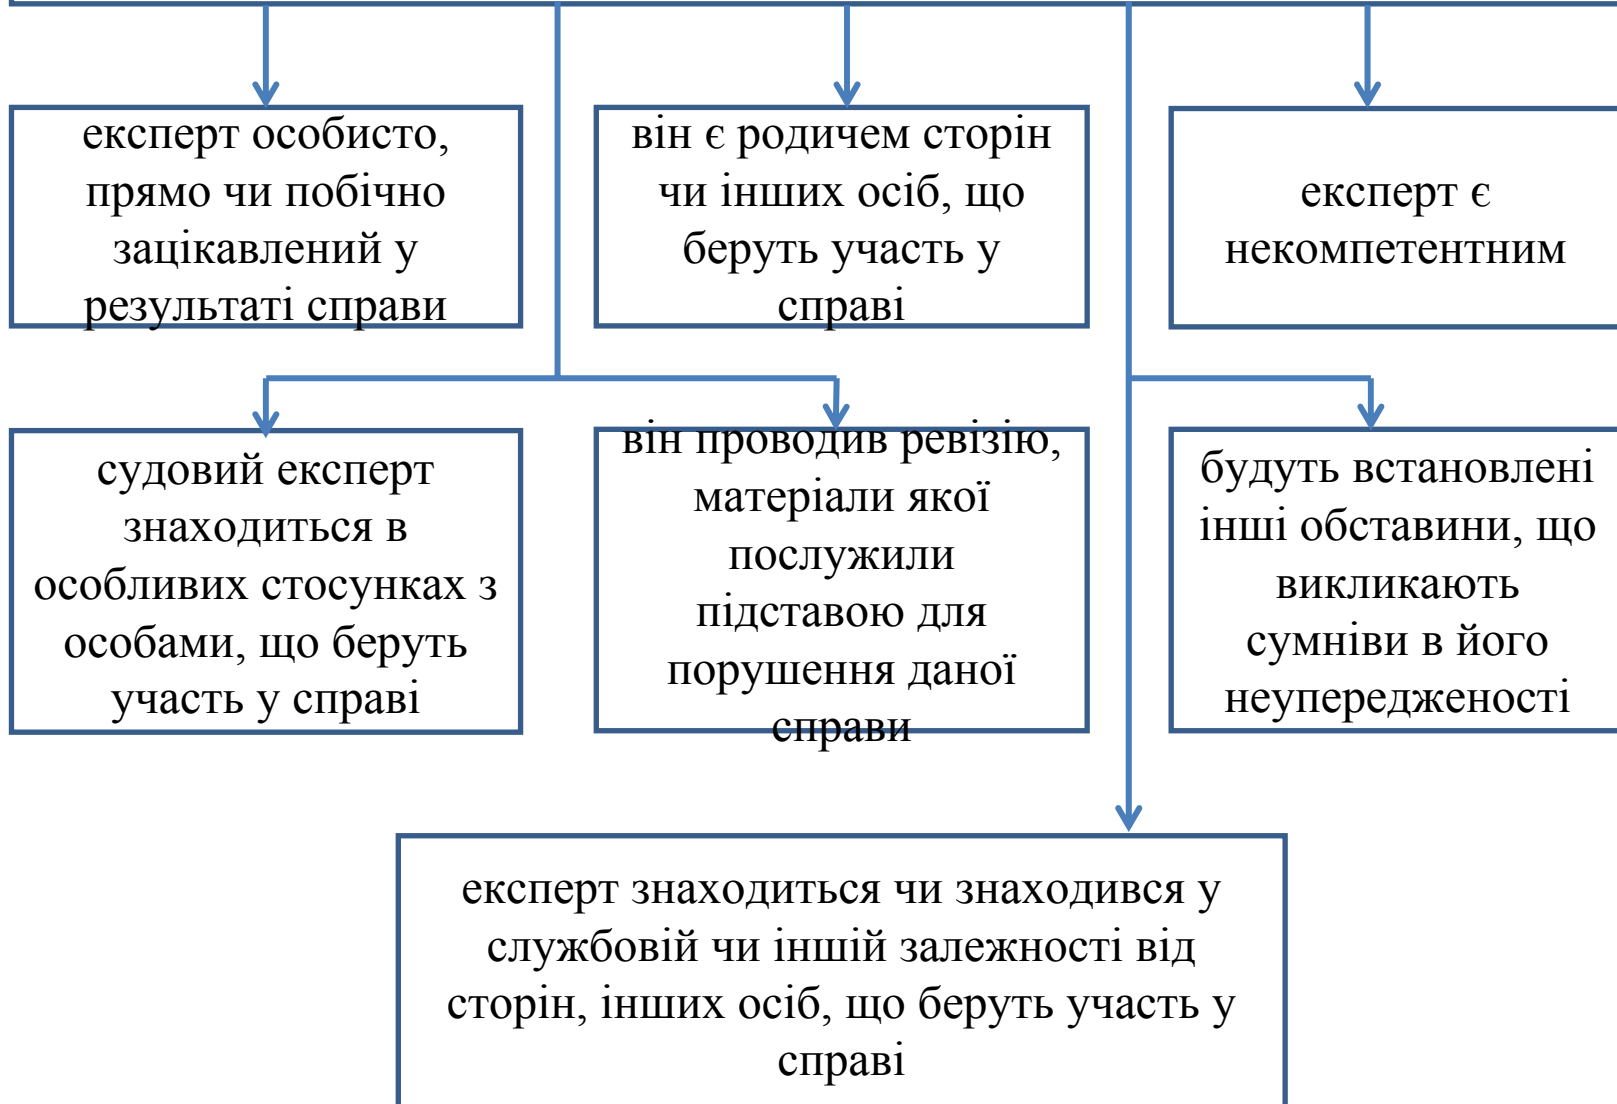 експерт особисто,
прямо чи побічно
зацікавлений у
результаті справи
він є родичем сторін
чи інших осіб, що
беруть участь у
справі
експерт є
некомпетентним
судовий експерт
знаходиться в
особливих стосунках з
особами, що беруть
участь у справі
він проводив ревізію,
матеріали якої
послужили
підставою для
порушення даної
справи
будуть встановлені
інші обставини, що
викликають
сумніви в його
неупередженості
експерт знаходиться чи знаходився у
службовій чи іншій залежності від
сторін, інших осіб, що беруть участь у
справі